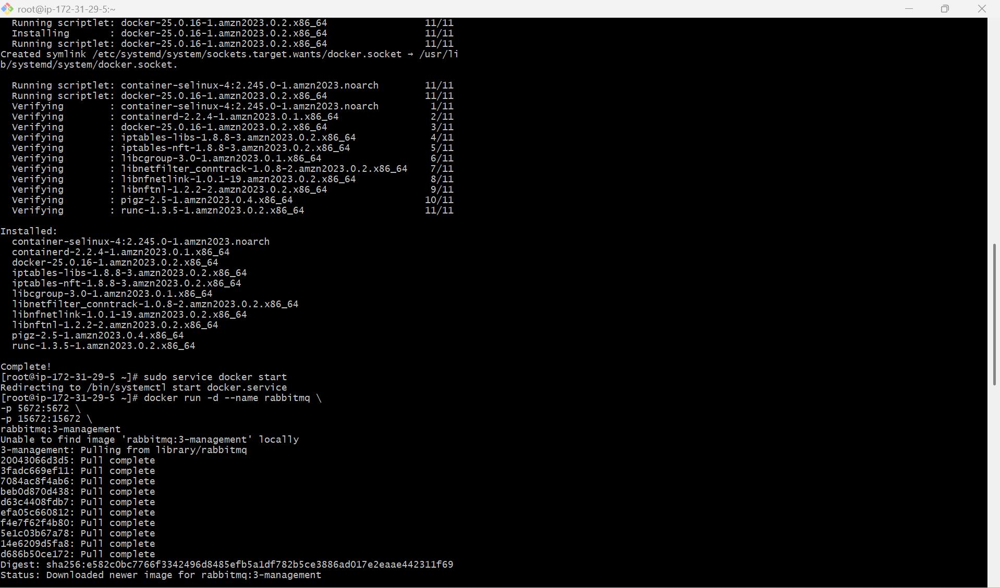 root@ip-172-31-29-5:~
Running scriptlet: docker-25.0.16-1.amzn2023.0.2.x86_64 11/11
Installing : docker-25.0.16-1.amzn2023.0.2.x86_64 11/11
Running scriptlet: docker-25.0.16-1.amzn2023.0.2.x86_64 11/11
Created symlink /etc/systemd/system/sockets.target.wants/docker.socket → /usr/li
b/systemd/system/docker.socket.
Running scriptlet: container-selinux-4:2.245.0-1.amzn2023.noarch 11/11
Running scriptlet: docker-25.0.16-1.amzn2023.0.2.x86_64 11/11
Verifying : container-selinux-4:2.245.0-1.amzn2023.noarch 1/11
Verifying : containerd-2.2.4-1.amzn2023.0.1.x86_64 2/11
Verifying : docker-25.0.16-1.amzn2023.0.2.x86_64 3/11
Verifying : iptables-libs-1.8.8-3.amzn2023.0.2.x86_64 4/11
Verifying : iptables-nft-1.8.8-3.amzn2023.0.2.x86_64 5/11
Verifying : libcgroup-3.0-1.amzn2023.0.1.x86_64 6/11
Verifying : libnetfilter_conntrack-1.0.8-2.amzn2023.0.2.x86_64 7/11
Verifying : libnfnetlink-1.0.1-19.amzn2023.0.2.x86_64 8/11
Verifying : libnftnl-1.2.2-2.amzn2023.0.2.x86_64 9/11
Verifying : pigz-2.5-1.amzn2023.0.4.x86_64 10/11
Verifying : runc-1.3.5-1.amzn2023.0.2.x86_64 11/11
Installed:
container-selinux-4:2.245.0-1.amzn2023.noarch
containerd-2.2.4-1.amzn2023.0.1.x86_64
docker-25.0.16-1.amzn2023.0.2.x86_64
iptables-libs-1.8.8-3.amzn2023.0.2.x86_64
iptables-nft-1.8.8-3.amzn2023.0.2.x86_64
libcgroup-3.0-1.amzn2023.0.1.x86_64
libnetfilter_conntrack-1.0.8-2.amzn2023.0.2.x86_64
libnfnetlink-1.0.1-19.amzn2023.0.2.x86_64
libnftnl-1.2.2-2.amzn2023.0.2.x86_64
pigz-2.5-1.amzn2023.0.4.x86_64
runc-1.3.5-1.amzn2023.0.2.x86_64
Complete!
[root@ip-172-31-29-5 ~]# sudo service docker start
Redirecting to /bin/systemctl start docker.service
[root@ip-172-31-29-5 ~]# docker run -d --name rabbitmq \
-p 5672:5672 \
-p 15672:15672 \
rabbitmq:3-management
Unable to find image 'rabbitmq:3-management' locally
3-management: Pulling from library/rabbitmq
20043066d3d5: Pull complete
3fadc669ef11: Pull complete
7084ac8f4ab6: Pull complete
beb0d870d438: Pull complete
d63c4408fdb7: Pull complete
efa05c660812: Pull complete
f4e7f62f4b80: Pull complete
5e1c03b67a78: Pull complete
14e6209d5fa8: Pull complete
d686b50ce172: Pull complete
Digest: sha256:e582c0bc7766f3342496d8485efb5a1df782b5ce3886ad017e2eaae442311f69
Status: Downloaded newer image for rabbitmq:3-management